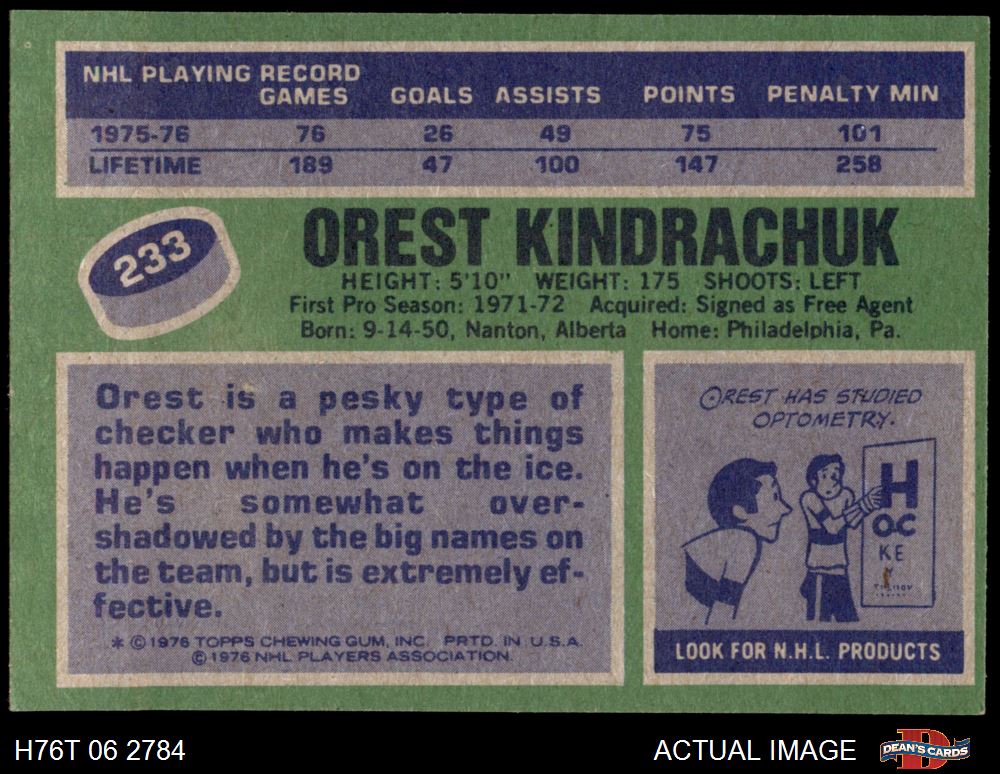 NHL PLAYING RECORD
GAMES GOALS ASSISTS POINTS PENALTY MIN
1975-76 76 26 49 75 101
LIFETIME 189 47 100 147 258
233
OREST KINDRACHUK
HEIGHT: 5'10" WEIGHT: 175 SHOOTS: LEFT
First Pro Season: 1971-72 Acquired: Signed as Free Agent
Born: 9-14-50, Nanton, Alberta Home: Philadelphia, Pa.
Orest is a pesky type of
checker who makes things
happen when he's on the ice.
He's somewhat over-
shadowed by the big names on
the team, but is extremely ef-
fective.
* © 1976 TOPPS CHEWING GUM, INC. PRTD. IN U.S.A.
© 1976 NHL PLAYERS ASSOCIATION.
OREST HAS STUDIED
OPTOMETRY.
H
OC
KE
Y
LOOK FOR N.H.L. PRODUCTS
H76T 06 2784
ACTUAL IMAGE
DEAN'S CARDS